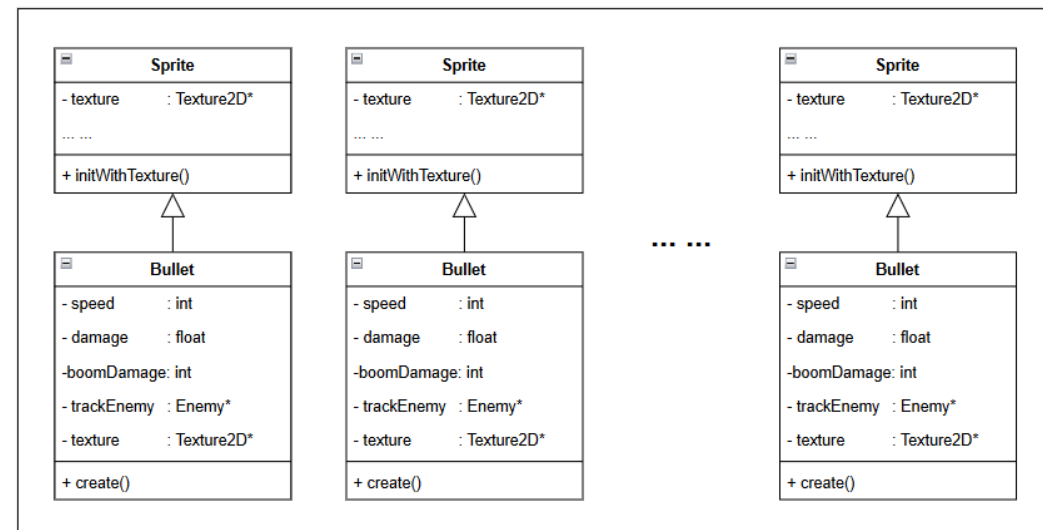 Sprite
- texture : Texture2D*
... ...
+ initWithTexture()
Bullet
- speed : int
- damage : float
-boomDamage: int
- trackEnemy : Enemy*
- texture : Texture2D*
+ create()
Sprite
- texture : Texture2D*
... ...
+ initWithTexture()
Bullet
- speed : int
- damage : float
-boomDamage: int
- trackEnemy : Enemy*
- texture : Texture2D*
+ create()
... ...
Sprite
- texture : Texture2D*
... ...
+ initWithTexture()
Bullet
- speed : int
- damage : float
-boomDamage: int
- trackEnemy : Enemy*
- texture : Texture2D*
+ create()